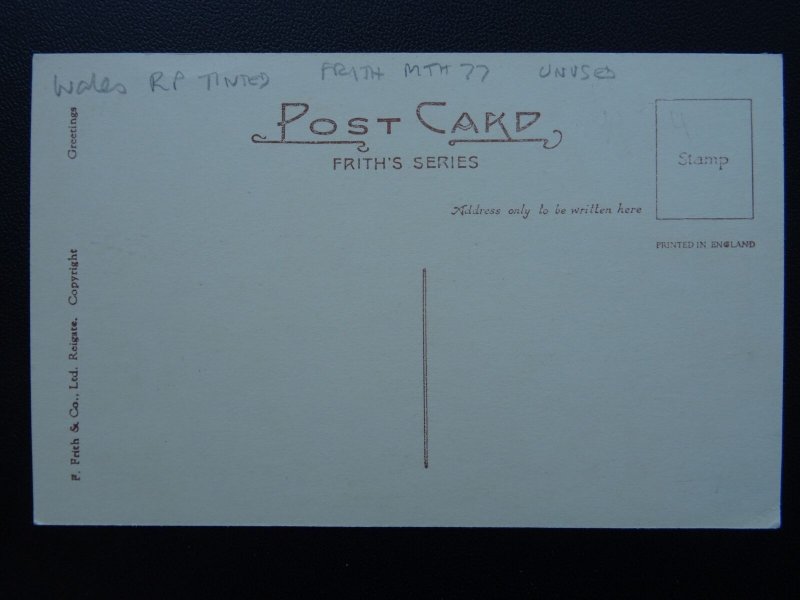 Wales RP TINTED FRITH MTH 77 UNUSED
POST CARD
FRITH'S SERIES
4
Stamp
Address only to be written here
PRINTED IN ENGLAND
Greetings
F. Frith & Co., Ltd. Reigate. Copyright